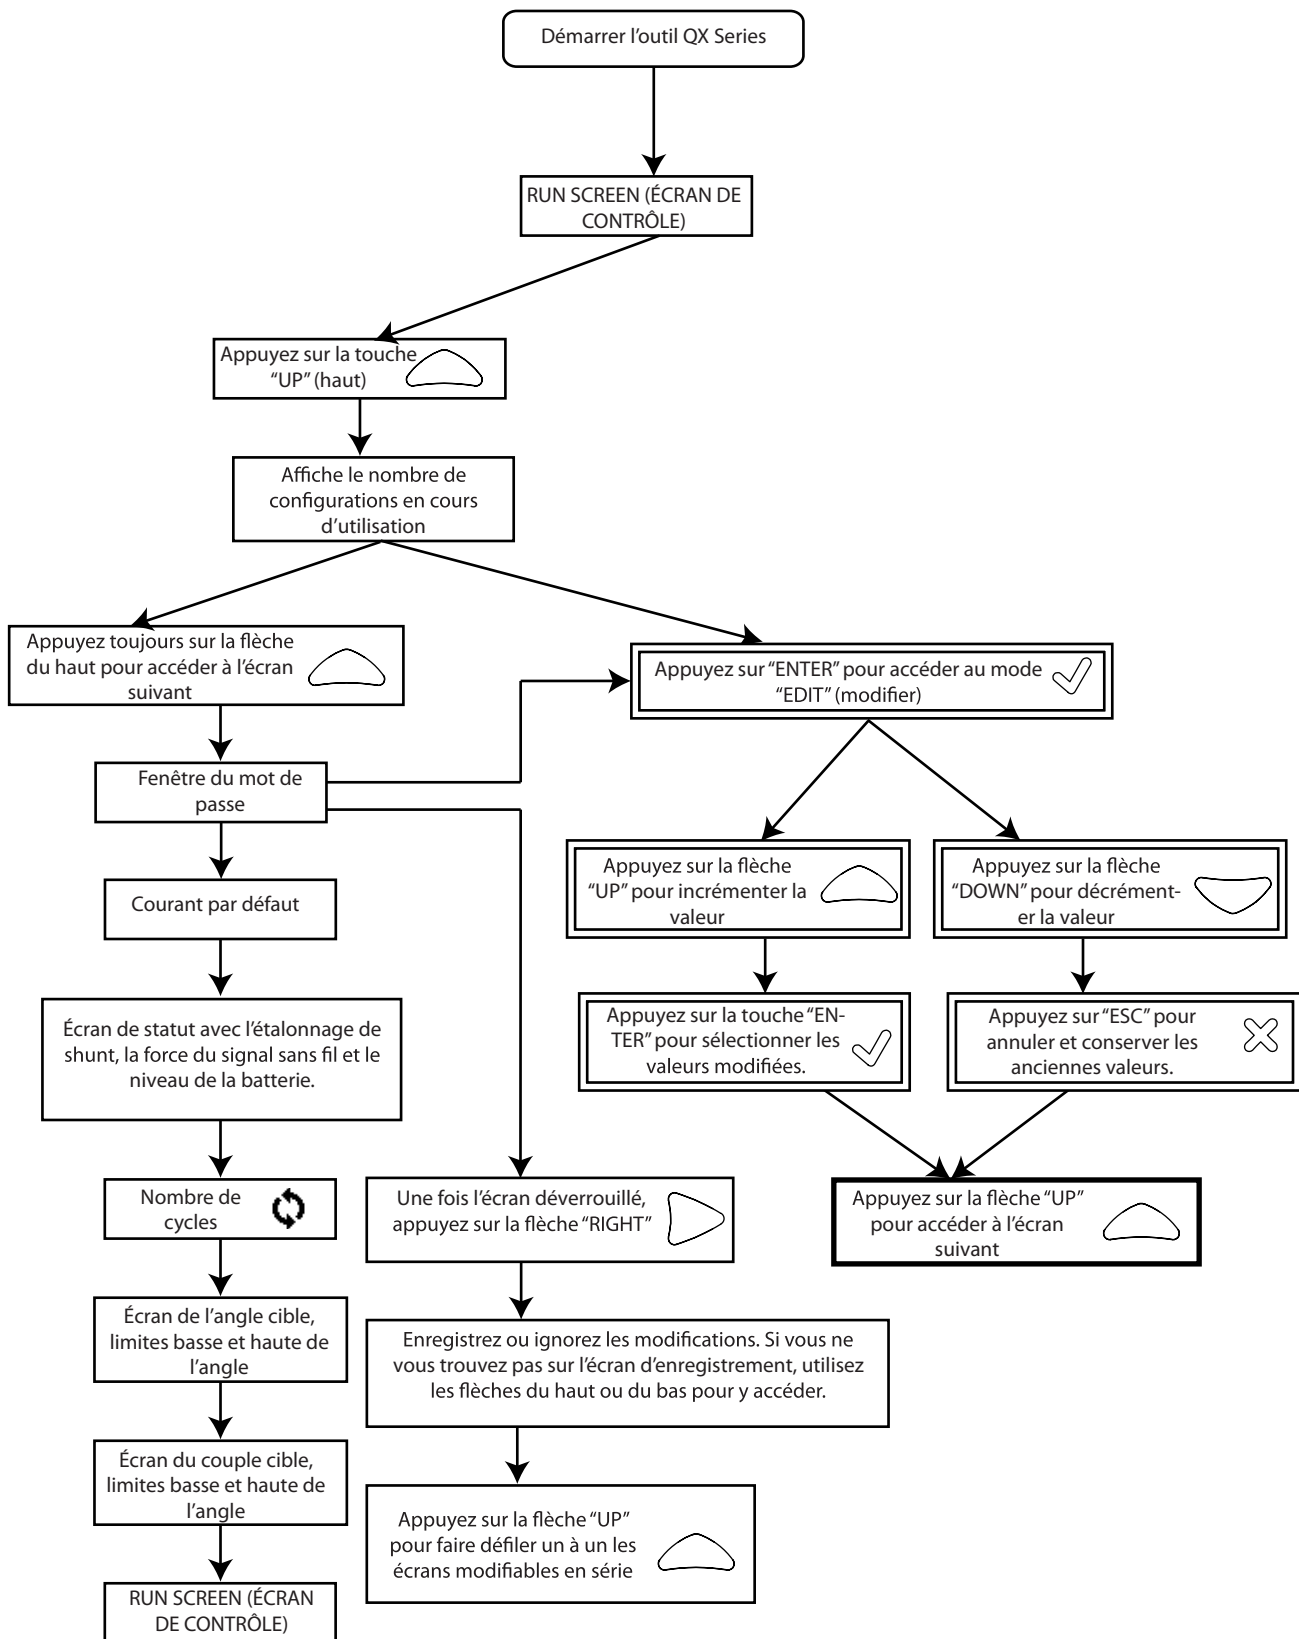 Démarrer l’outil QX Series
RUN SCREEN (ÉCRAN DE
CONTRÔLE)
Appuyez sur la touche
“UP” (haut)
Affiche le nombre de
configurations en cours
d’utilisation
Appuyez toujours sur la flèche
du haut pour accéder à l’écran
suivant
Appuyez sur “ENTER” pour accéder au mode
“EDIT” (modifier)
Fenêtre du mot de
passe
Appuyez sur la flèche
“UP” pour incrémenter la
valeur
Appuyez sur la flèche
“DOWN” pour décrément-
er la valeur
Courant par défaut
Écran de statut avec l’étalonnage de
shunt, la force du signal sans fil et le
niveau de la batterie.
Appuyez sur la touche “EN-
TER” pour sélectionner les
valeurs modifiées.
Appuyez sur “ESC” pour
annuler et conserver les
anciennes valeurs.
Nombre de
cycles
Une fois l’écran déverrouillé,
appuyez sur la flèche “RIGHT”
Appuyez sur la flèche “UP”
pour accéder à l’écran
suivant
Écran de l’angle cible,
limites basse et haute de
l’angle
Enregistrez ou ignorez les modifications. Si vous ne
vous trouvez pas sur l’écran d’enregistrement, utilisez
les flèches du haut ou du bas pour y accéder.
Écran du couple cible,
limites basse et haute de
l’angle
Appuyez sur la flèche “UP”
pour faire défiler un à un les
écrans modifiables en série
RUN SCREEN (ÉCRAN
DE CONTRÔLE)